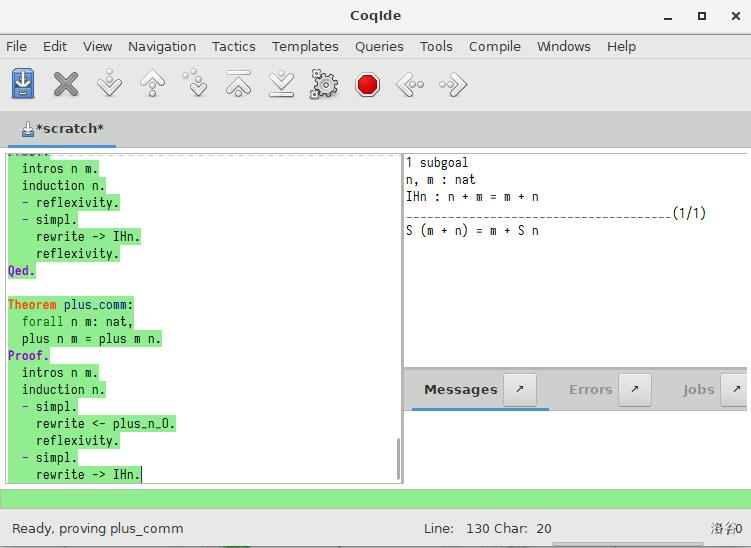 CoqIde
File Edit View Navigation Tactics Templates Queries Tools Compile Windows Help
*scratch*
intros n m.
induction n.
- reflexivity.
- simpl.
rewrite -> IHn.
reflexivity.
Qed.
Theorem plus_comm:
forall n m: nat,
plus n m = plus m n.
Proof.
intros n m.
induction n.
- simpl.
rewrite <- plus_n_O.
reflexivity.
- simpl.
rewrite -> IHn.
1 subgoal
n, m : nat
IHn : n + m = m + n
______________________________________(1/1)
S (m + n) = m + S n
Messages Errors Jobs
Ready, proving plus_comm
Line: 130 Char: 20